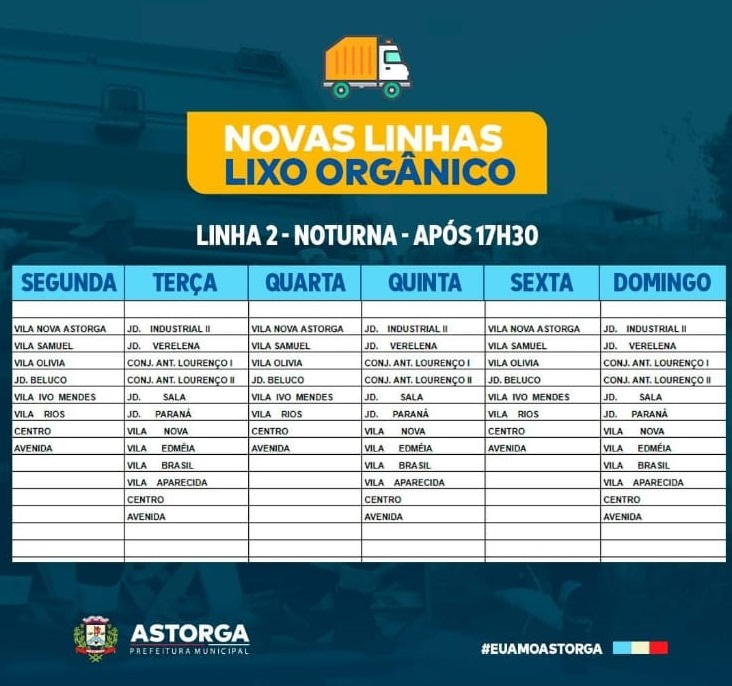 NOVAS LINHAS
LIXO ORGÂNICO
LINHA 2 - NOTURNA - APÓS 17H30
SEGUNDA TERÇA QUARTA QUINTA SEXTA DOMINGO
VILA NOVA ASTORGA JD. INDUSTRIAL II VILA NOVA ASTORGA JD. INDUSTRIAL II VILA NOVA ASTORGA JD. INDUSTRIAL II
VILA SAMUEL JD. VERELENA VILA SAMUEL JD. VERELENA VILA SAMUEL JD. VERELENA
VILA OLIVIA CONJ. ANT. LOURENÇO I VILA OLIVIA CONJ. ANT. LOURENÇO I VILA OLIVIA CONJ. ANT. LOURENÇO I
JD. BELUCO CONJ. ANT. LOURENÇO II JD. BELUCO CONJ. ANT. LOURENÇO II JD. BELUCO CONJ. ANT. LOURENÇO II
VILA IVO MENDES JD. SALA VILA IVO MENDES JD. SALA VILA IVO MENDES JD. SALA
VILA RIOS JD. PARANÁ VILA RIOS JD. PARANÁ VILA RIOS JD. PARANÁ
CENTRO VILA NOVA CENTRO VILA NOVA CENTRO VILA NOVA
AVENIDA VILA EDMÉIA AVENIDA VILA EDMÉIA AVENIDA VILA EDMÉIA
VILA BRASIL VILA BRASIL VILA BRASIL
VILA APARECIDA VILA APARECIDA VILA APARECIDA
CENTRO CENTRO CENTRO
AVENIDA AVENIDA AVENIDA
ASTORGA
PREFEITURA MUNICIPAL
#EUAMOASTORGA